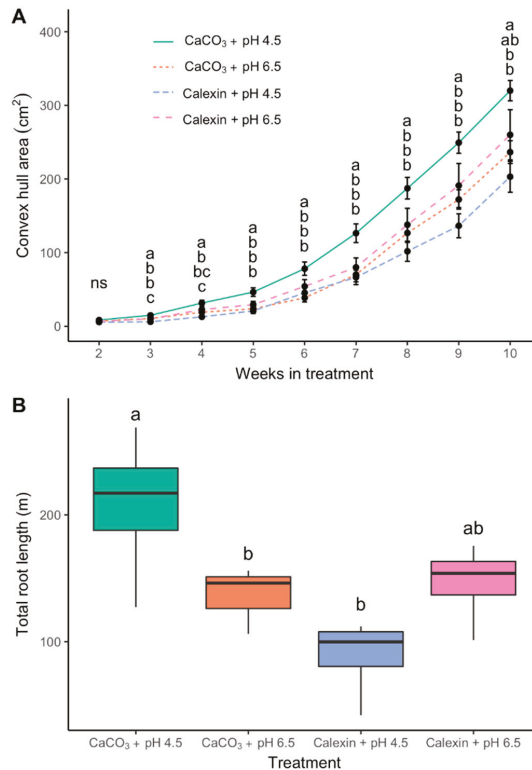 A
CaCO₃ + pH 4.5
CaCO₃ + pH 6.5
Calexin + pH 4.5
Calexin + pH 6.5
Convex hull area (cm²)
400
300
200
100
0
ns
a
b
b
c
a
b
bc
c
a
b
b
b
a
b
b
b
a
b
b
b
a
b
b
b
a
b
b
b
a
ab
b
b
2 3 4 5 6 7 8 9 10
Weeks in treatment
B
Total root length (m)
200
100
a
b
b
ab
CaCO₃ + pH 4.5 CaCO₃ + pH 6.5 Calexin + pH 4.5 Calexin + pH 6.5
Treatment